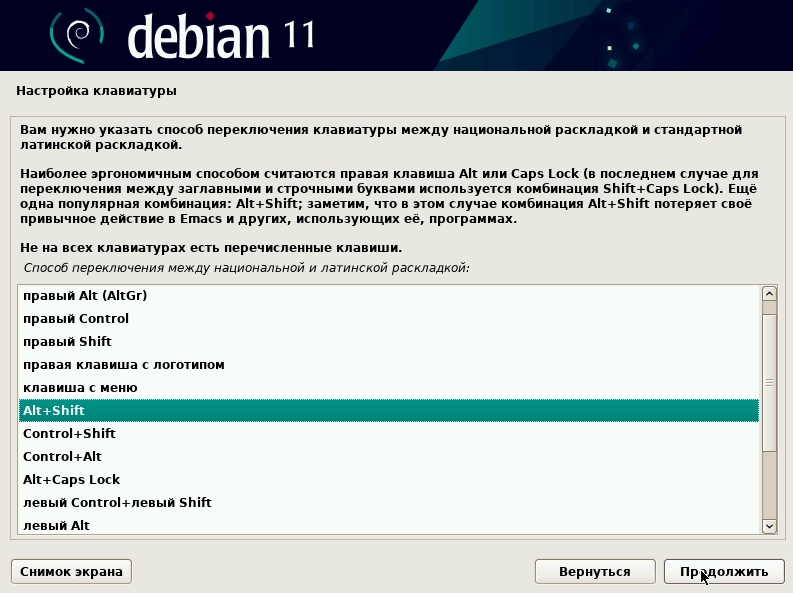 debian 11
Настройка клавиатуры
Вам нужно указать способ переключения клавиатуры между национальной раскладкой и стандартной
латинской раскладкой.
Наиболее эргономичным способом считаются правая клавиша Alt или Caps Lock (в последнем случае для
переключения между заглавными и строчными буквами используется комбинация Shift+Caps Lock). Ещё
одна популярная комбинация: Alt+Shift; заметим, что в этом случае комбинация Alt+Shift потеряет своё
привычное действие в Emacs и других, использующих её, программах.
Не на всех клавиатурах есть перечисленные клавиши.
Способ переключения между национальной и латинской раскладкой:
правый Alt (AltGr)
правый Control
правый Shift
правая клавиша с логотипом
клавиша с меню
Alt+Shift
Control+Shift
Control+Alt
Alt+Caps Lock
левый Control+левый Shift
левый Alt
Снимок экрана
Вернуться
Продолжить